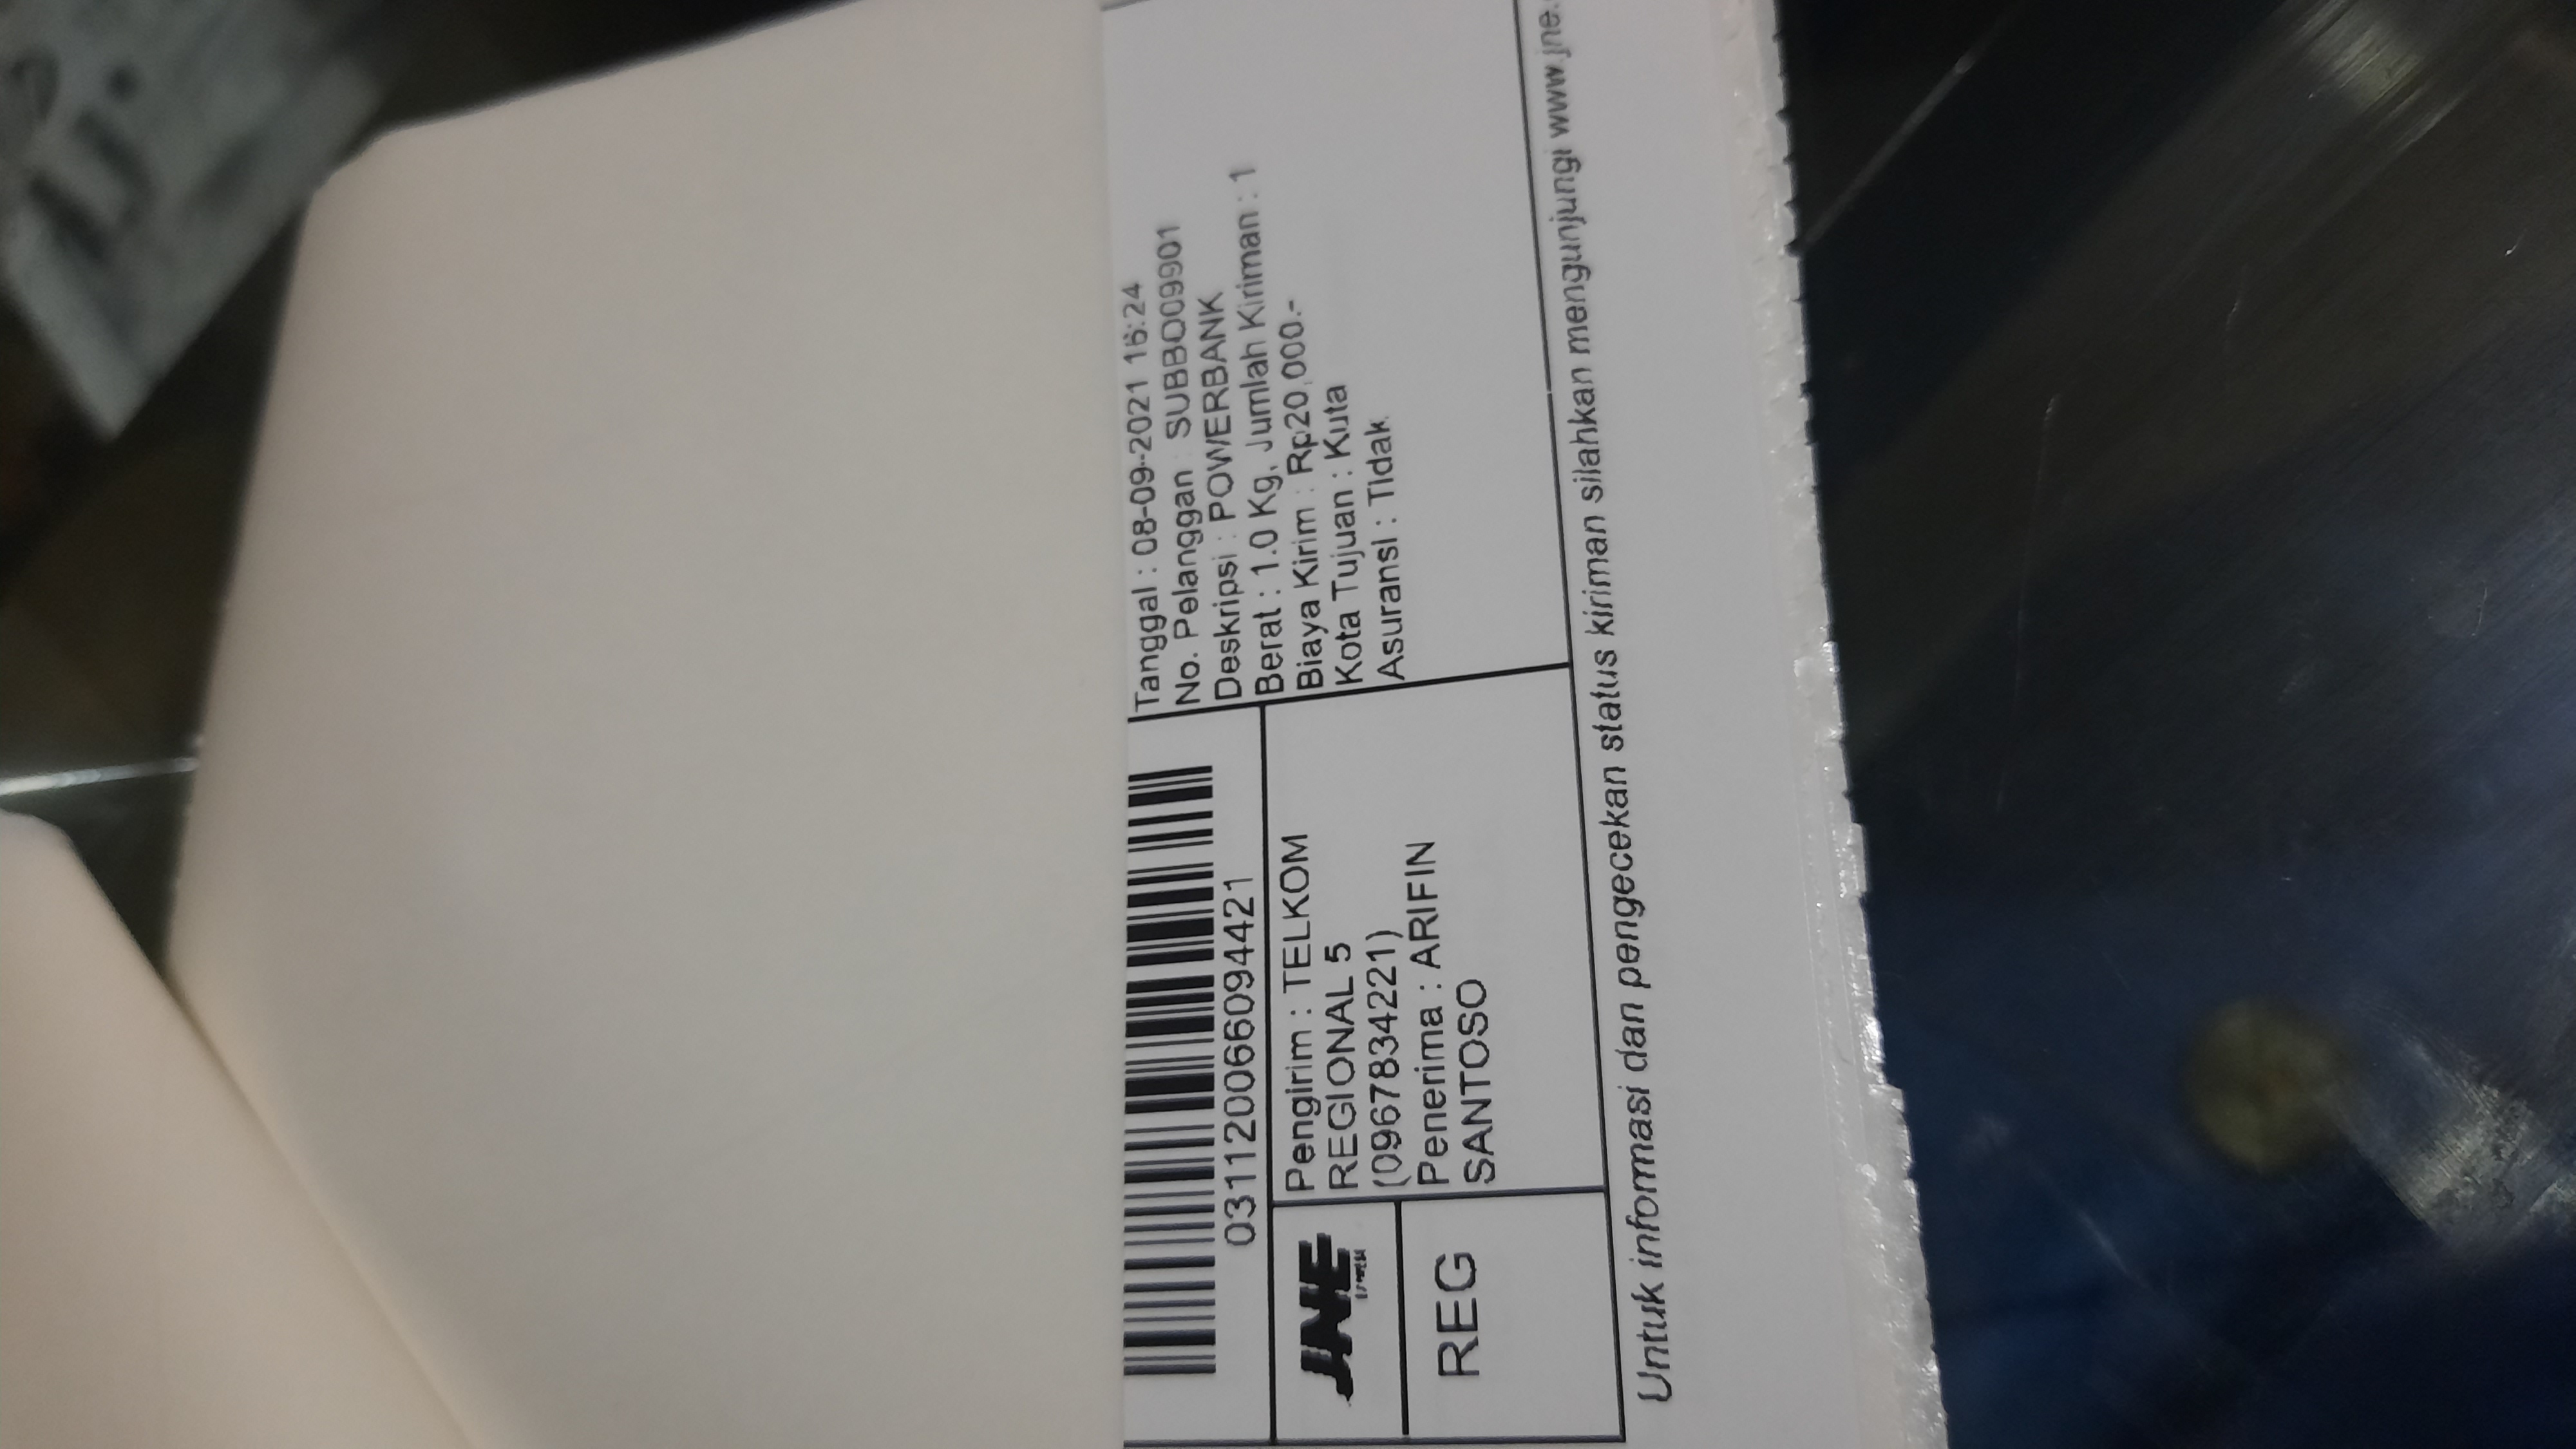 031120066094421
JNE
EXPRESS
REG
Pengirim : TELKOM
REGIONAL 5
(0967834221)
Penerima : ARIFIN
SANTOSO
Tanggal : 08-09-2021 16:24
No. Pelanggan : SUBBO09901
Deskripsi : POWERBANK
Berat : 1.0 Kg, Jumlah Kiriman : 1
Biaya Kirim : Rp20,000.-
Kota Tujuan : Kuta
Asuransi : Tidak
Untuk informasi dan pengecekan status kiriman silahkan mengunjungi www.jne.